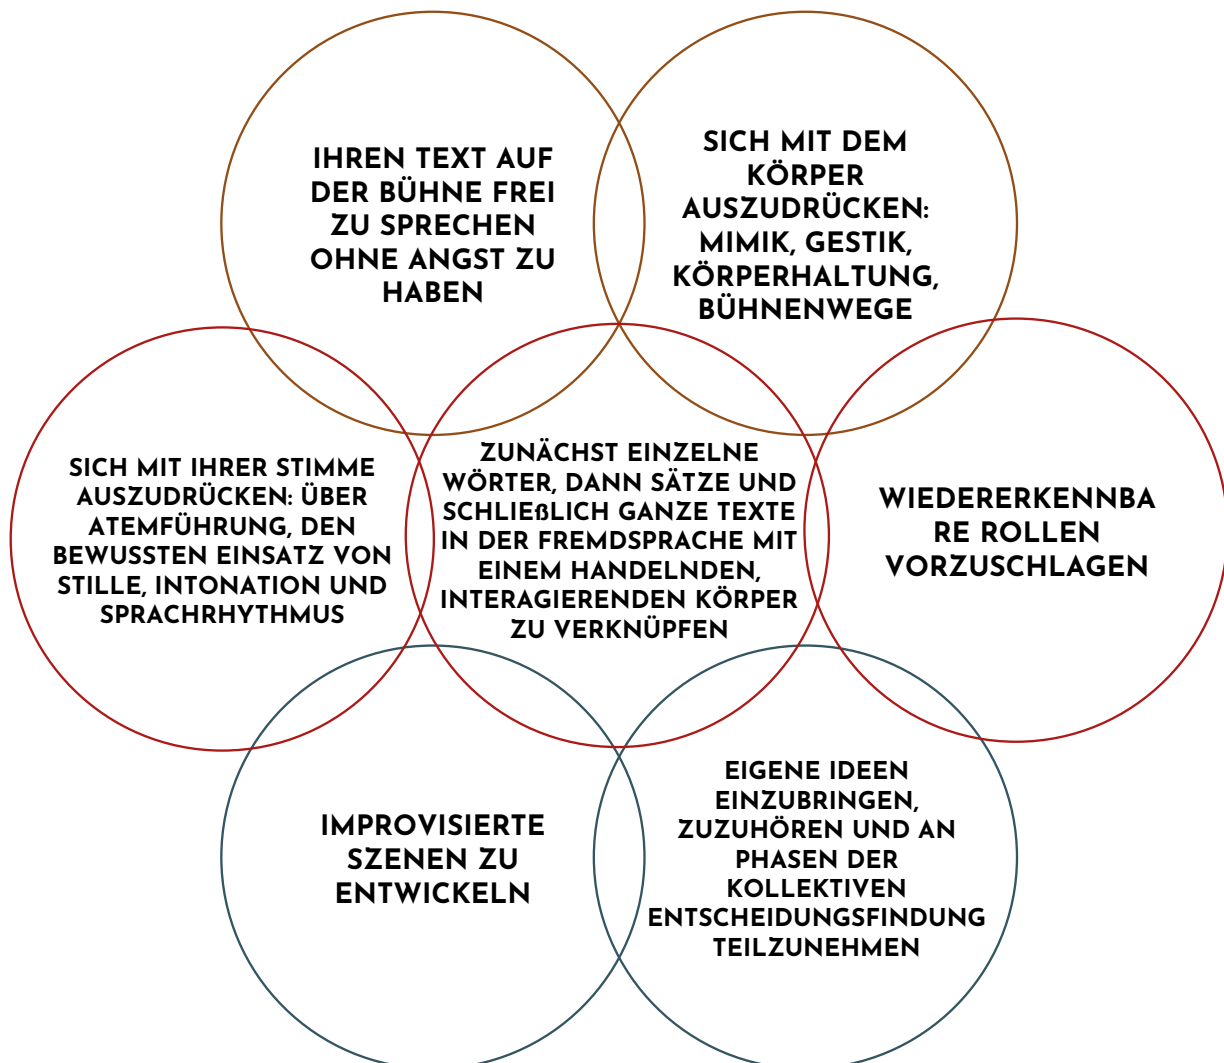 IHREN TEXT AUF
DER BÜHNE FREI
ZU SPRECHEN
OHNE ANGST ZU
HABEN
SICH MIT DEM
KÖRPER
AUSZUDRÜCKEN:
MIMIK, GESTIK,
KÖRPERHALTUNG,
BÜHNENWEGE
SICH MIT IHRER STIMME
AUSZUDRÜCKEN: ÜBER
ATEMFÜHRUNG, DEN
BEWUSSTEN EINSATZ VON
STILLE, INTONATION UND
SPRACHRHYTHMUS
ZUNÄCHST EINZELNE
WÖRTER, DANN SÄTZE UND
SCHLIEßLICH GANZE TEXTE
IN DER FREMDSPRACHE MIT
EINEM HANDELNDEN,
INTERAGIERENDEN KÖRPER
ZU VERKNÜPFEN
WIEDERERKENNBA
RE ROLLEN
VORZUSCHLAGEN
IMPROVISIERTE
SZENEN ZU
ENTWICKELN
EIGENE IDEEN
EINZUBRINGEN,
ZUZUHÖREN UND AN
PHASEN DER
KOLLEKTIVEN
ENTSCHEIDUNGSFINDUNG
TEILZUNEHMEN